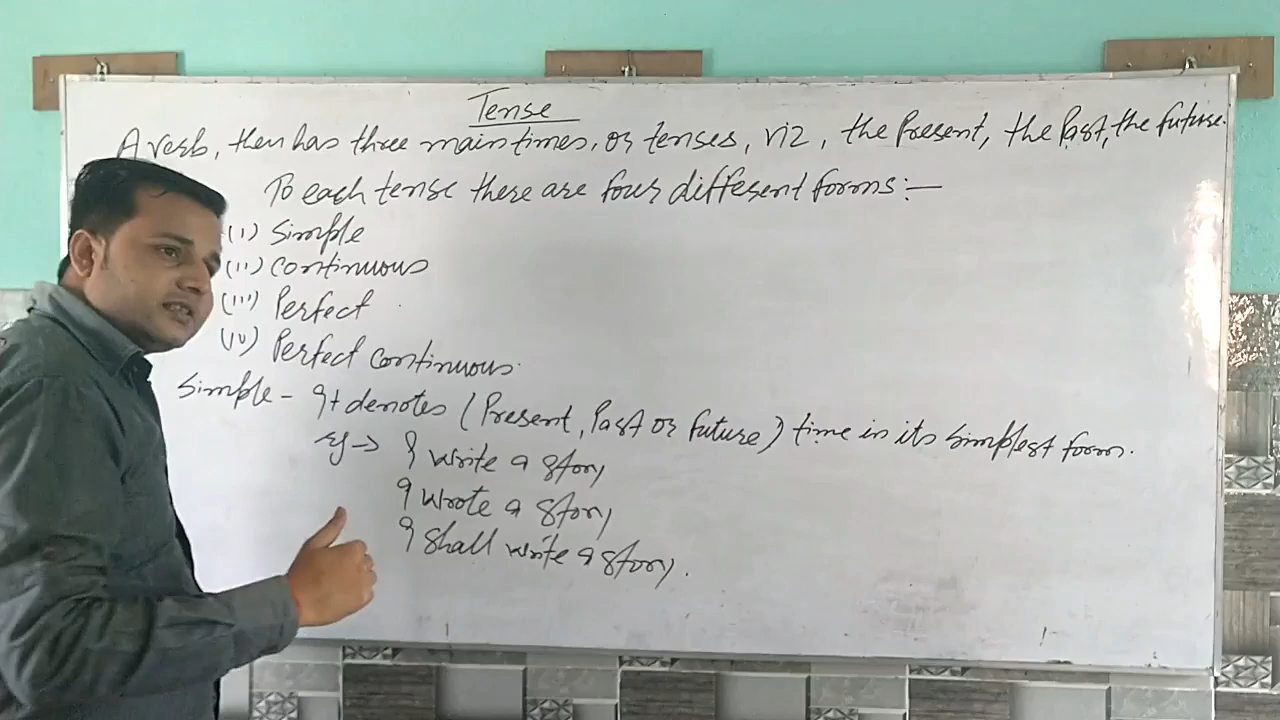 Tense
A verb, then has three main times, or tenses, viz, the Present, the Past, the future.
To each tense there are four different forms:—
(i) Simple
(ii) Continuous
(iii) Perfect
(iv) Perfect continuous.
Simple - It denotes (Present, Past or future) time in its simplest form.
eg → I write a story
I wrote a story
I shall write a story.